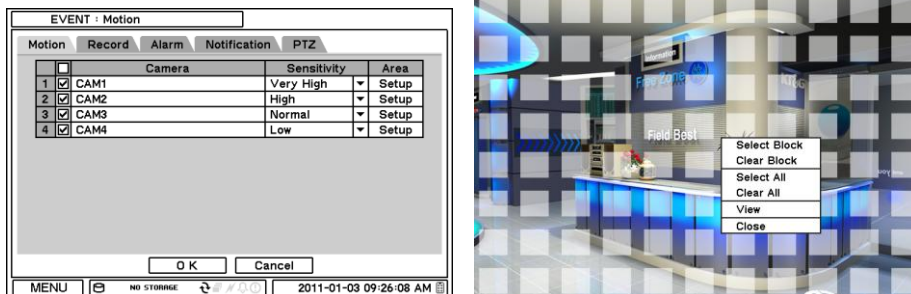 EVENT : Motion
Motion Record Alarm Notification PTZ
Camera Sensitivity Area
1 CAM1 Very High Setup
2 CAM2 High Setup
3 CAM3 Normal Setup
4 CAM4 Low Setup
OK Cancel
MENU NO STORAGE 2011-01-03 09:26:08 AM
Information
Free Zone
Field Best
Select Block
Clear Block
Select All
Clear All
View
Close